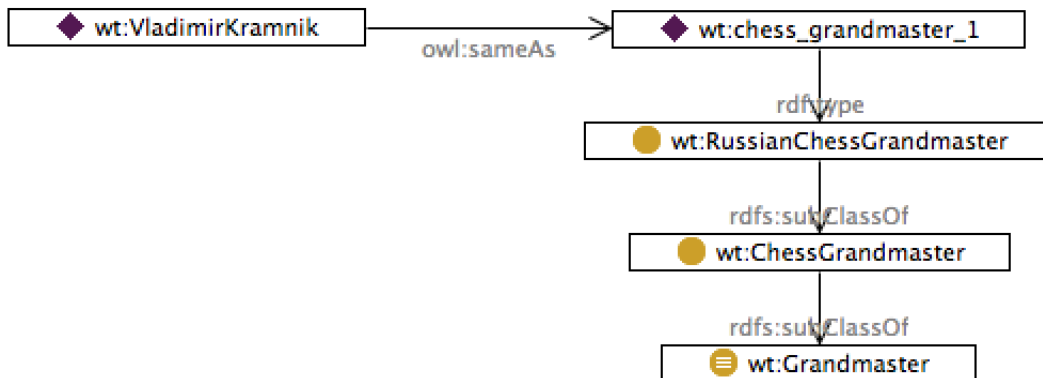 wt:VladimirKramnik
owl:sameAs
wt:chess_grandmaster_1
rdf:type
wt:RussianChessGrandmaster
rdfs:subClassOf
wt:ChessGrandmaster
rdfs:subClassOf
wt:Grandmaster